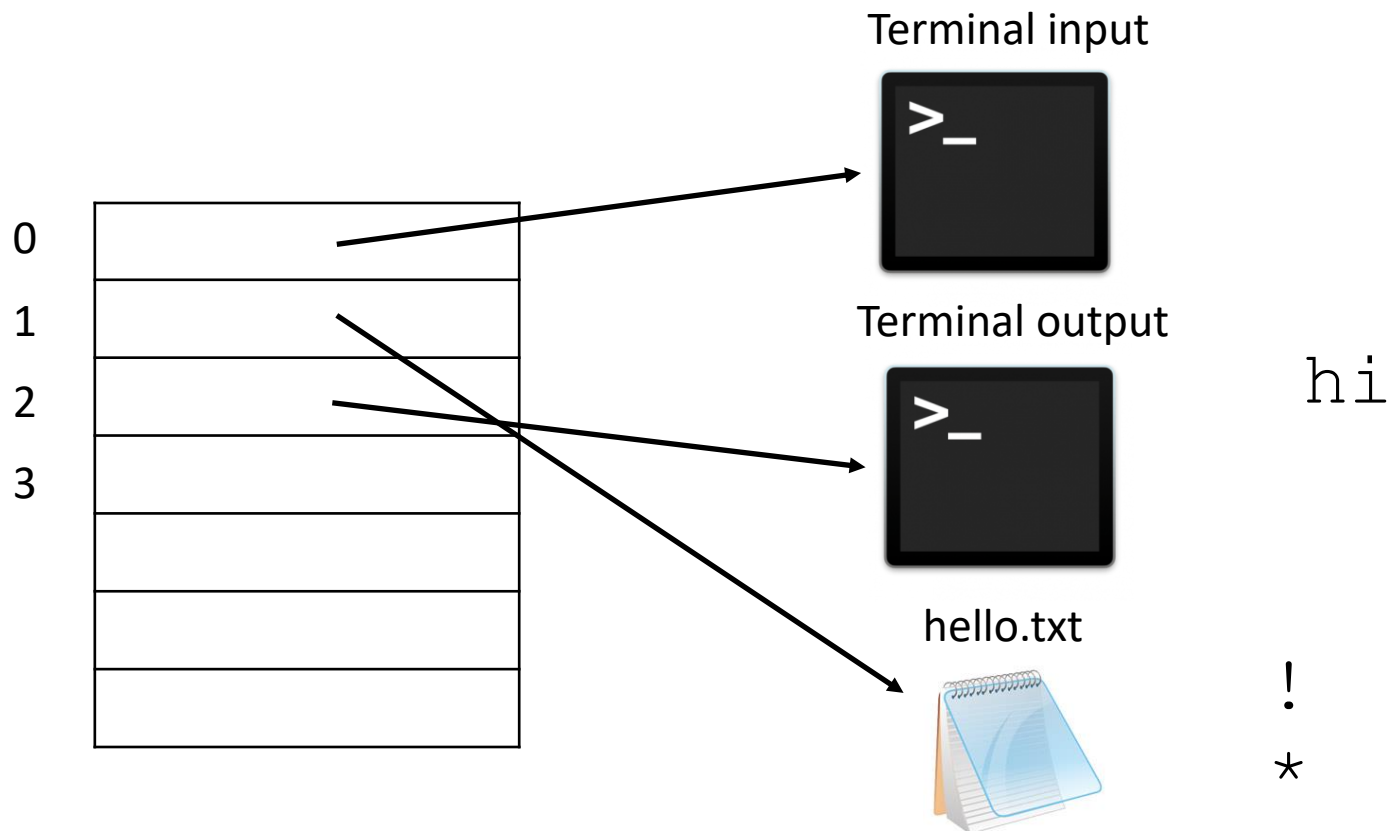 Terminal input
>_
0
1
Terminal output
>_
hi
2
3
hello.txt
!
*